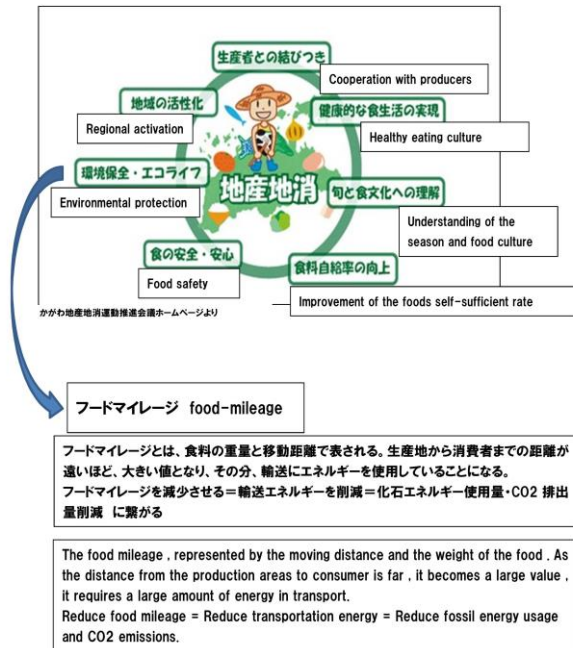 生産者との結びつき
Cooperation with producers
地域の活性化
Regional activation
健康的な食生活の実現
Healthy eating culture
環境保全・エコライフ
Environmental protection
地産地消
旬と食文化への理解
Understanding of the
season and food culture
食の安全・安心
Food safety
食料自給率の向上
Improvement of the foods self-sufficient rate
かがわ地産地消運動推進会議ホームページより
フードマイレージ food-mileage
フードマイレージとは、食料の重量と移動距離で表される。生産地から消費者までの距離が
遠いほど、大きい値となり、その分、輸送にエネルギーを使用していることになる。
フードマイレージを減少させる＝輸送エネルギーを削減＝化石エネルギー使用量・CO2 排出
量削減 に繋がる
The food mileage , represented by the moving distance and the weight of the food . As
the distance from the production areas to consumer is far , it becomes a large value ,
it requires a large amount of energy in transport.
Reduce food mileage = Reduce transportation energy = Reduce fossil energy usage
and CO2 emissions.